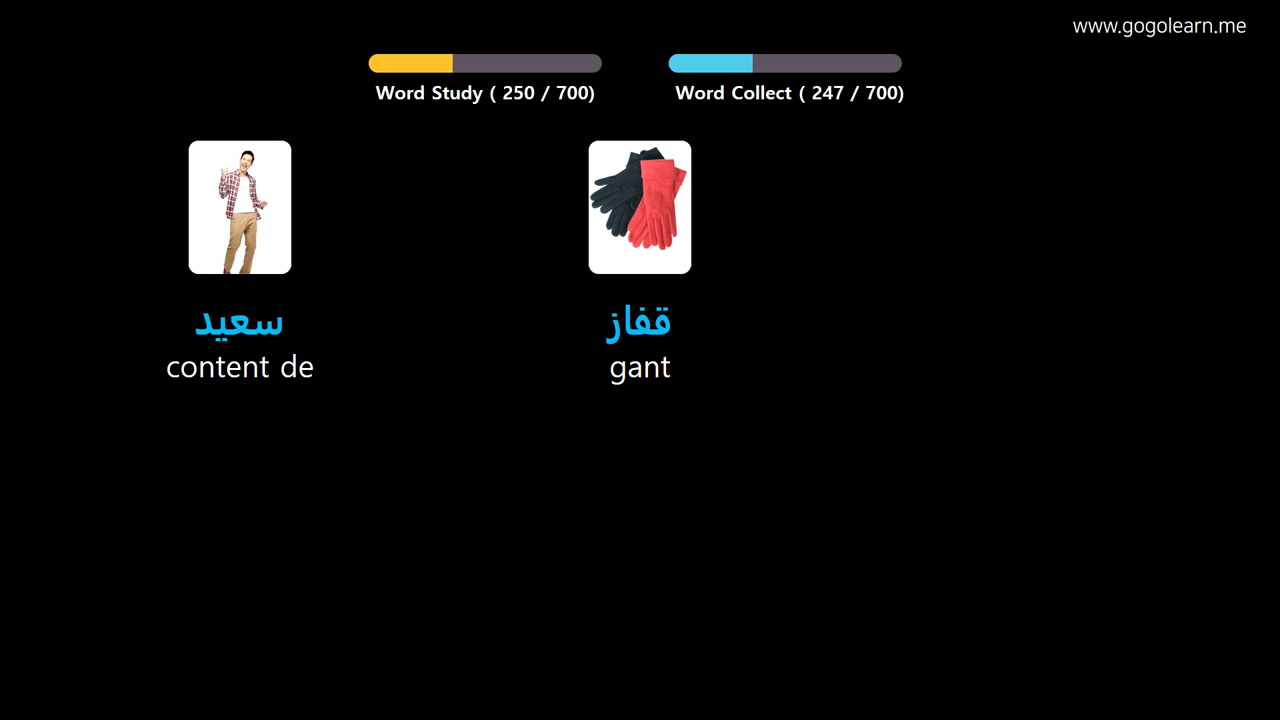 www.gogolearn.me
Word Study ( 250 / 700)
Word Collect ( 247 / 700)
سعيد
content de
قفاز
gant